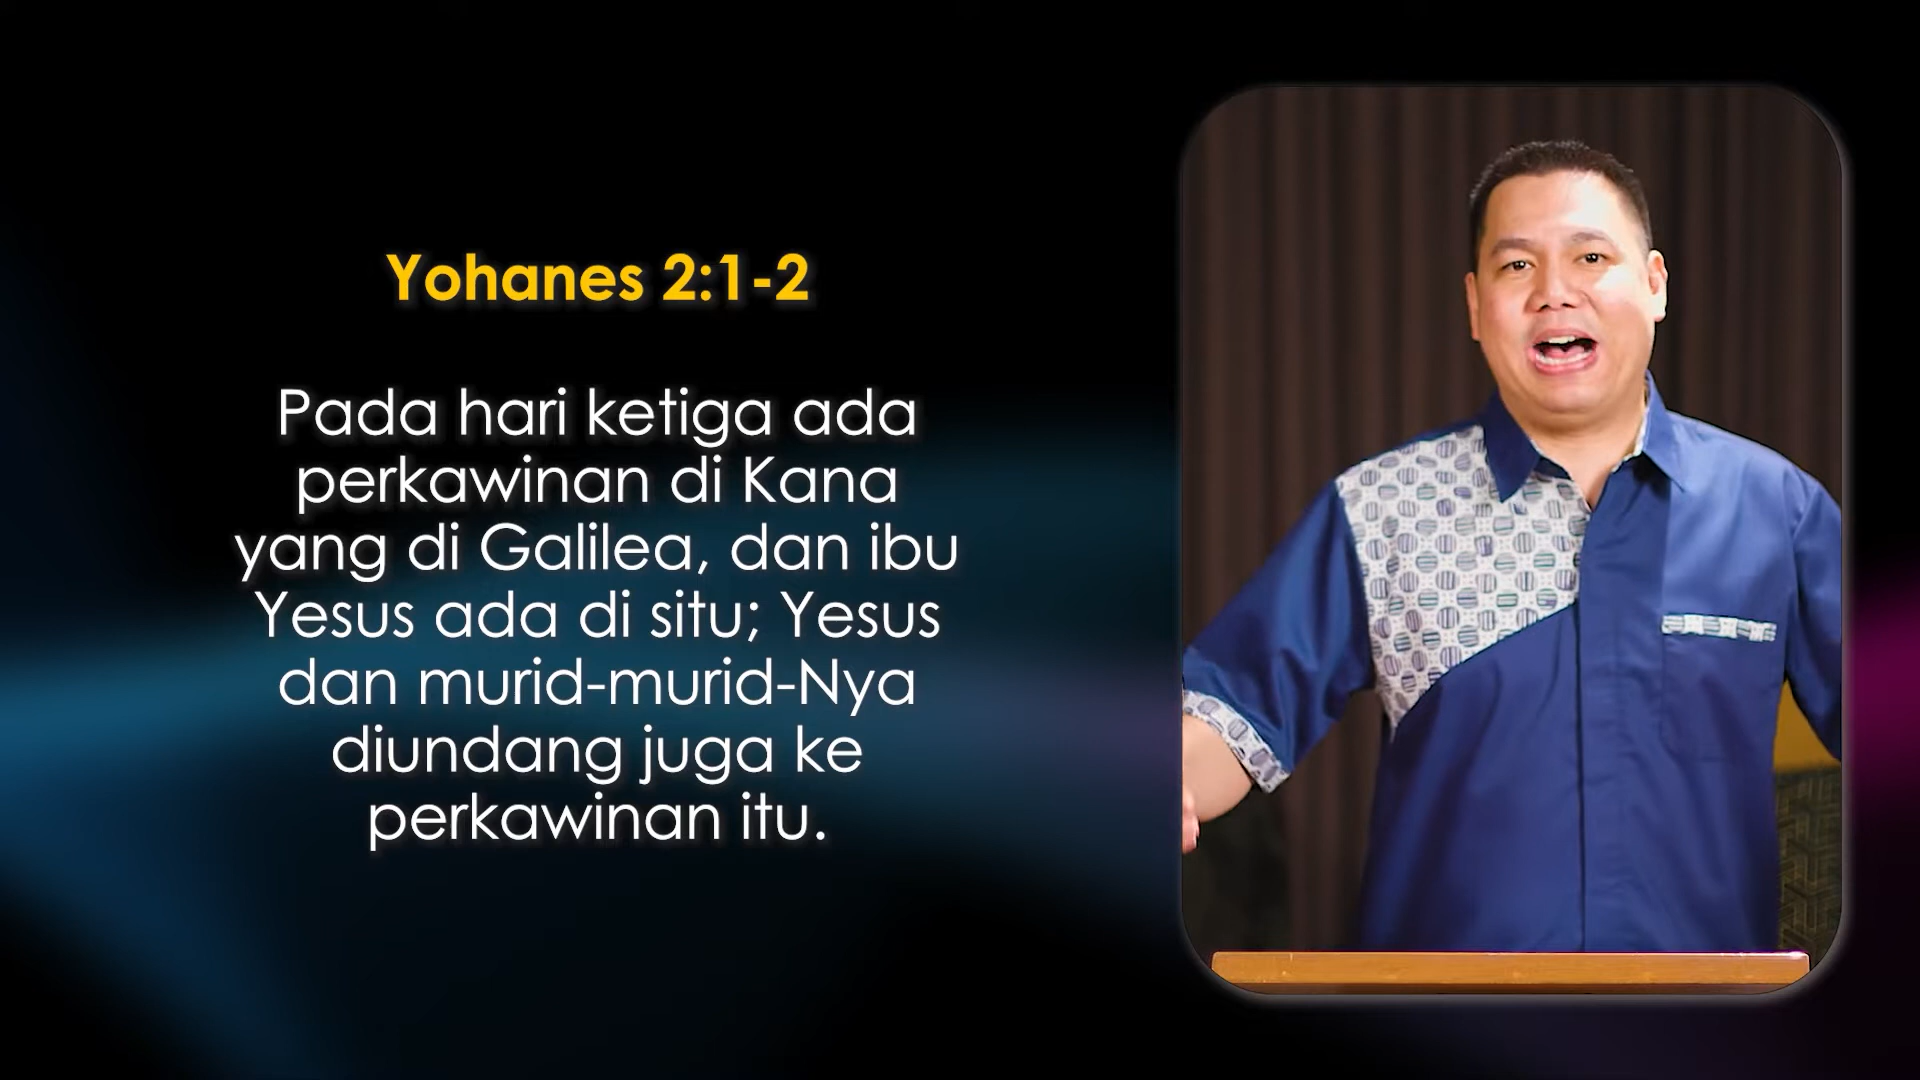 Yohanes 2:1-2
Pada hari ketiga ada
perkawinan di Kana
yang di Galilea, dan ibu
Yesus ada di situ; Yesus
dan murid-murid-Nya
diundang juga ke
perkawinan itu.